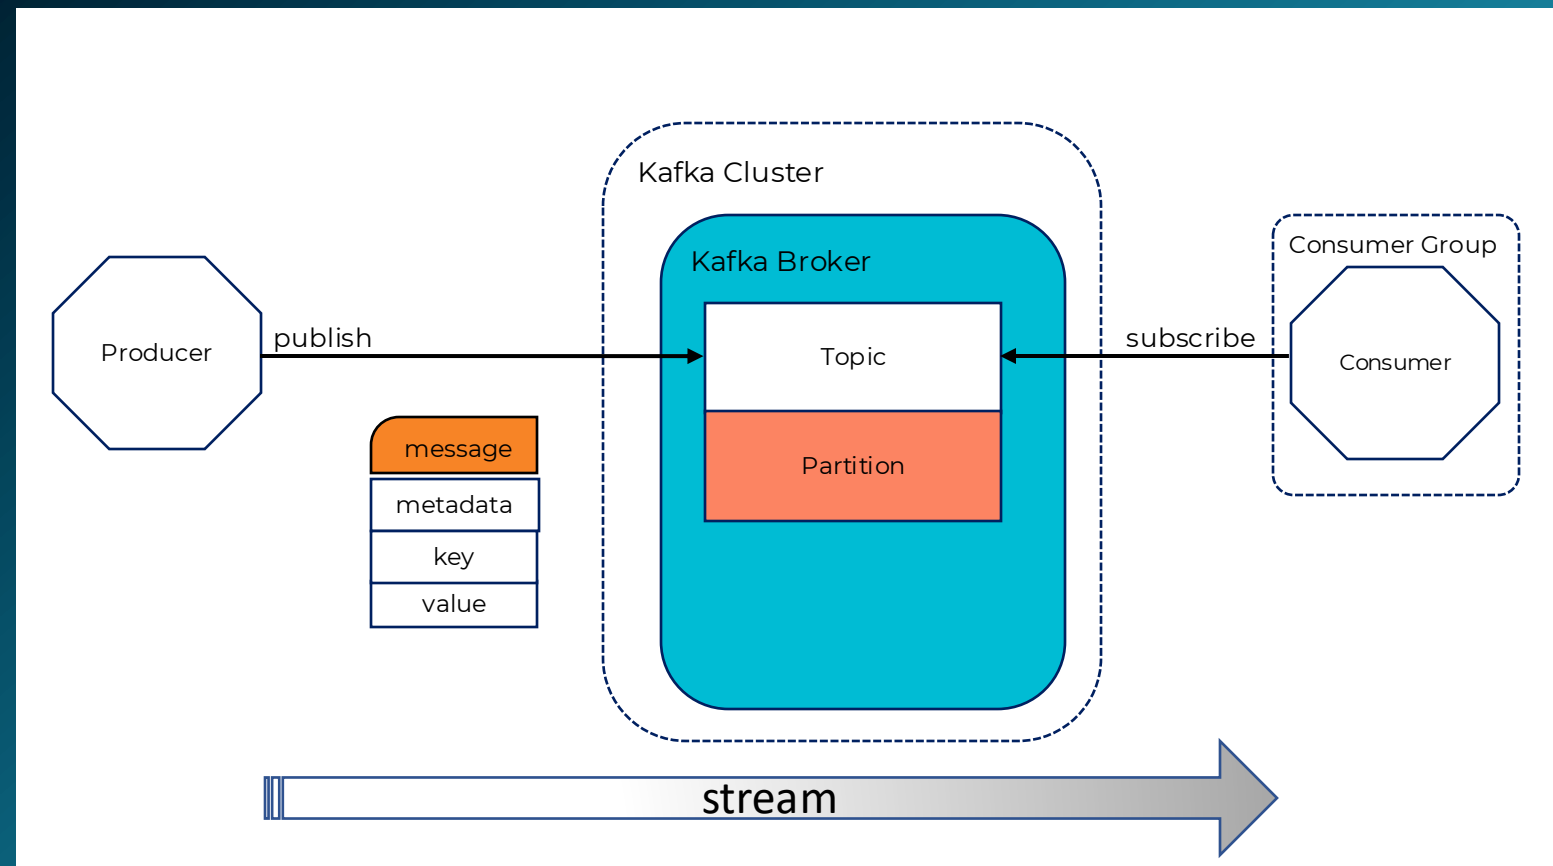 Kafka Cluster
Kafka Broker
Consumer Group
Producer
publish
Topic
subscribe
Consumer
message
metadata
key
value
Partition
stream